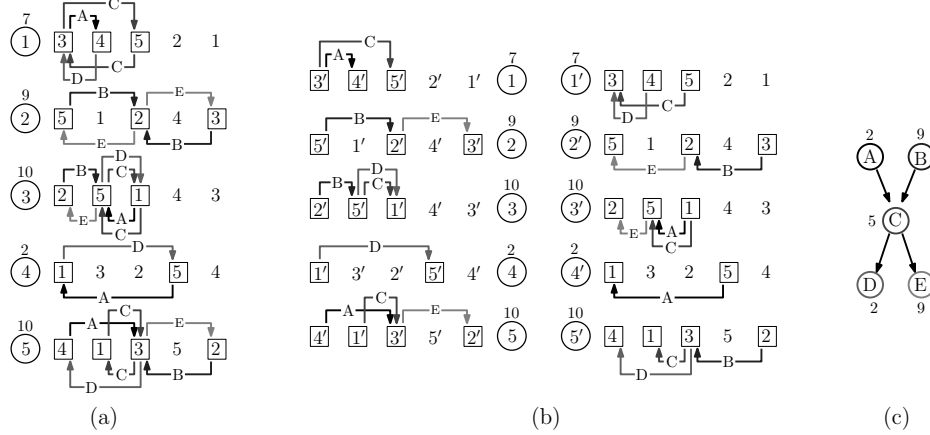 C
7
A
1 3 4 5 2 1
C
D
9
B E
2 5 1 2 4 3
E B
D
10
B C
3 2 5 1 4 3
E A
C
2
D
4 1 3 2 5 4
A
C
10
A E
5 4 1 3 5 2
C B
D
(a)
C
A 7
3′ 4′ 5′ 2′ 1′ 1
B E 9
5′ 1′ 2′ 4′ 3′ 2
D
B C 10
2′ 5′ 1′ 4′ 3′ 3
D 2
1′ 3′ 2′ 5′ 4′ 4
C
A E 10
4′ 1′ 3′ 5′ 2′ 5
7
1′ 3 4 5 2 1
C
D
9
2′ 5 1 2 4 3
E B
10
3′ 2 5 1 4 3
E A
C
2
4′ 1 3 2 5 4
A
10
5′ 4 1 3 5 2
C B
D
(b)
2 9
A B
5 C
D E
2 9
(c)